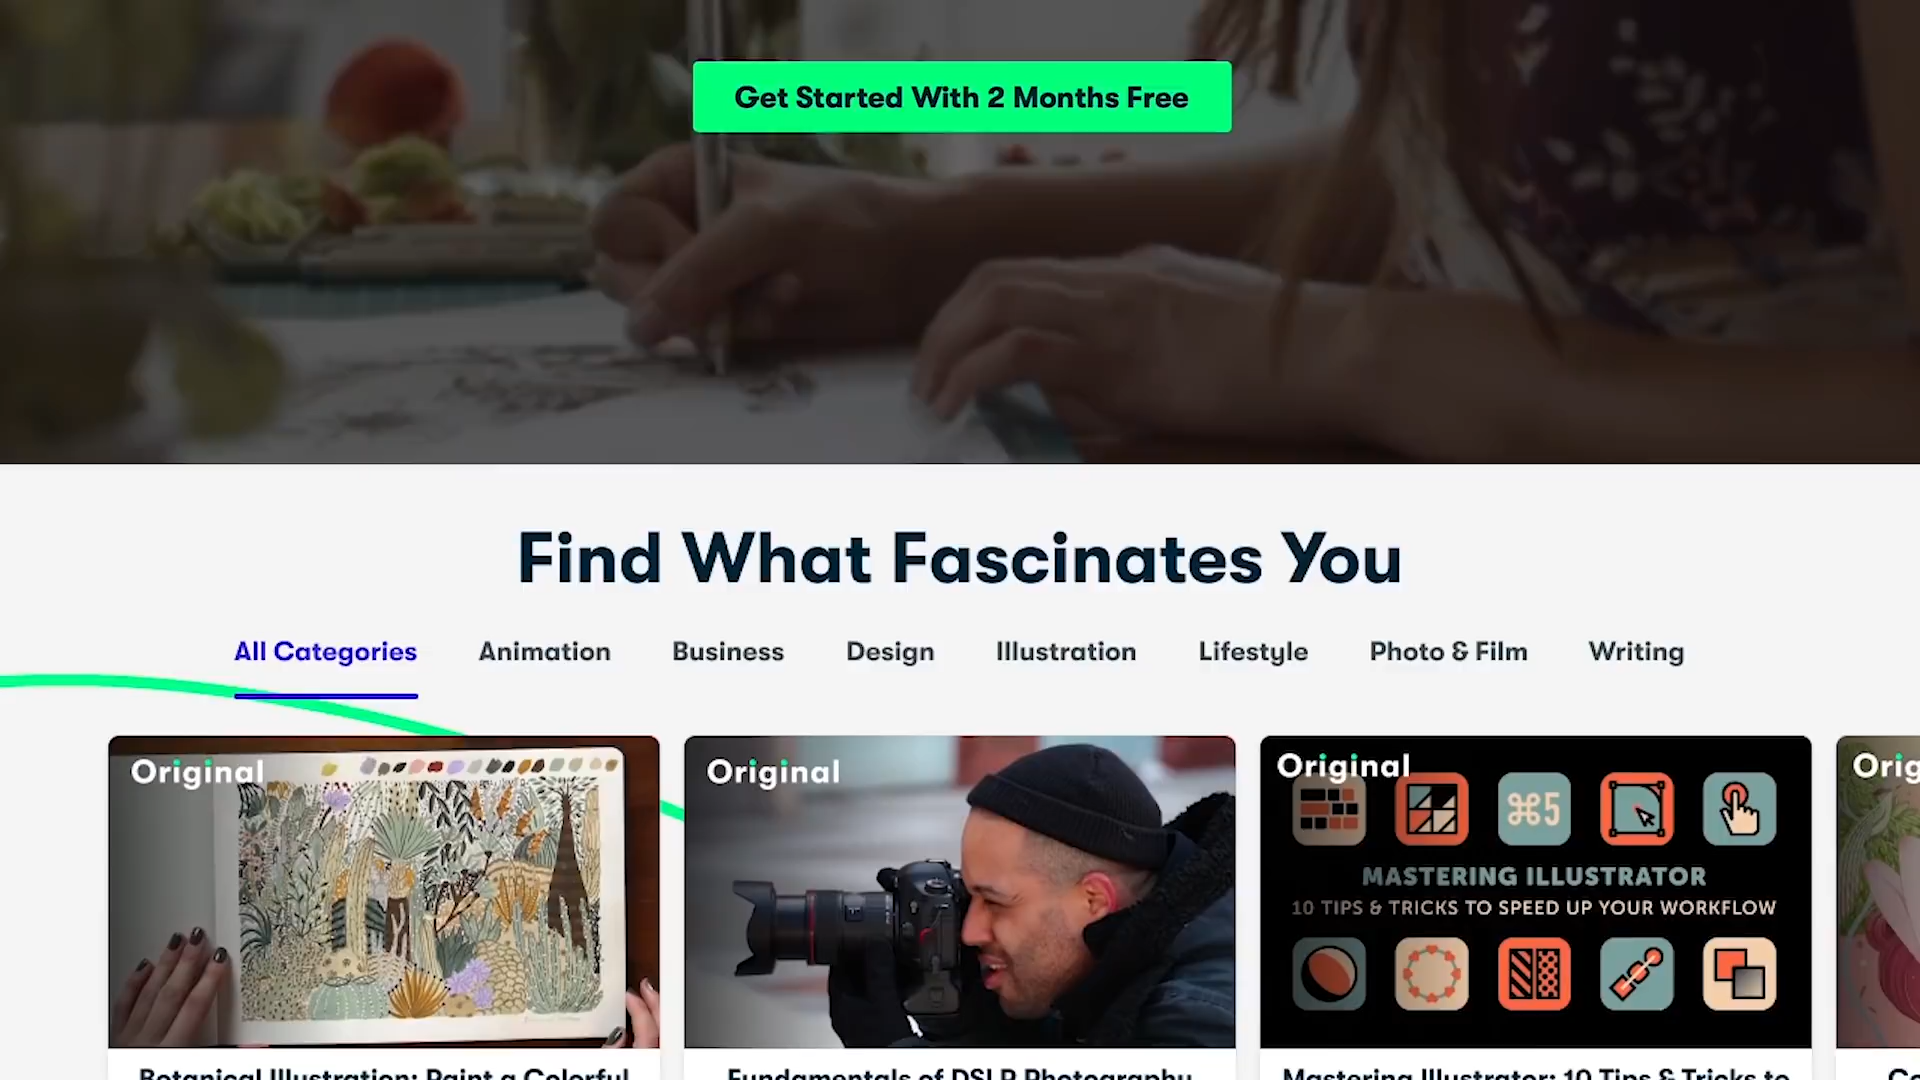 Get Started With 2 Months Free
Find What Fascinates You
All Categories
Animation
Business
Design
Illustration
Lifestyle
Photo & Film
Writing
Original
Original
Original
⌘5
MASTERING ILLUSTRATOR
10 TIPS & TRICKS TO SPEED UP YOUR WORKFLOW
Botanical Illustration: Paint a Colorful
Fundamentals of DSLR Photography
Mastering Illustrator: 10 Tips & Tricks to